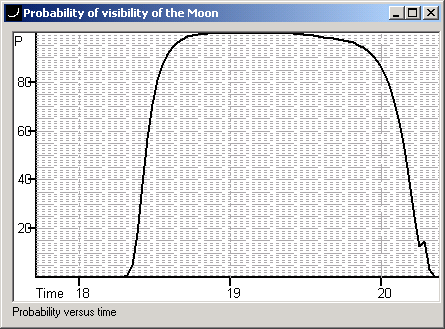 Probability of visibility of the Moon
P
80
60
40
20
Time 18 19 20
Probability versus time